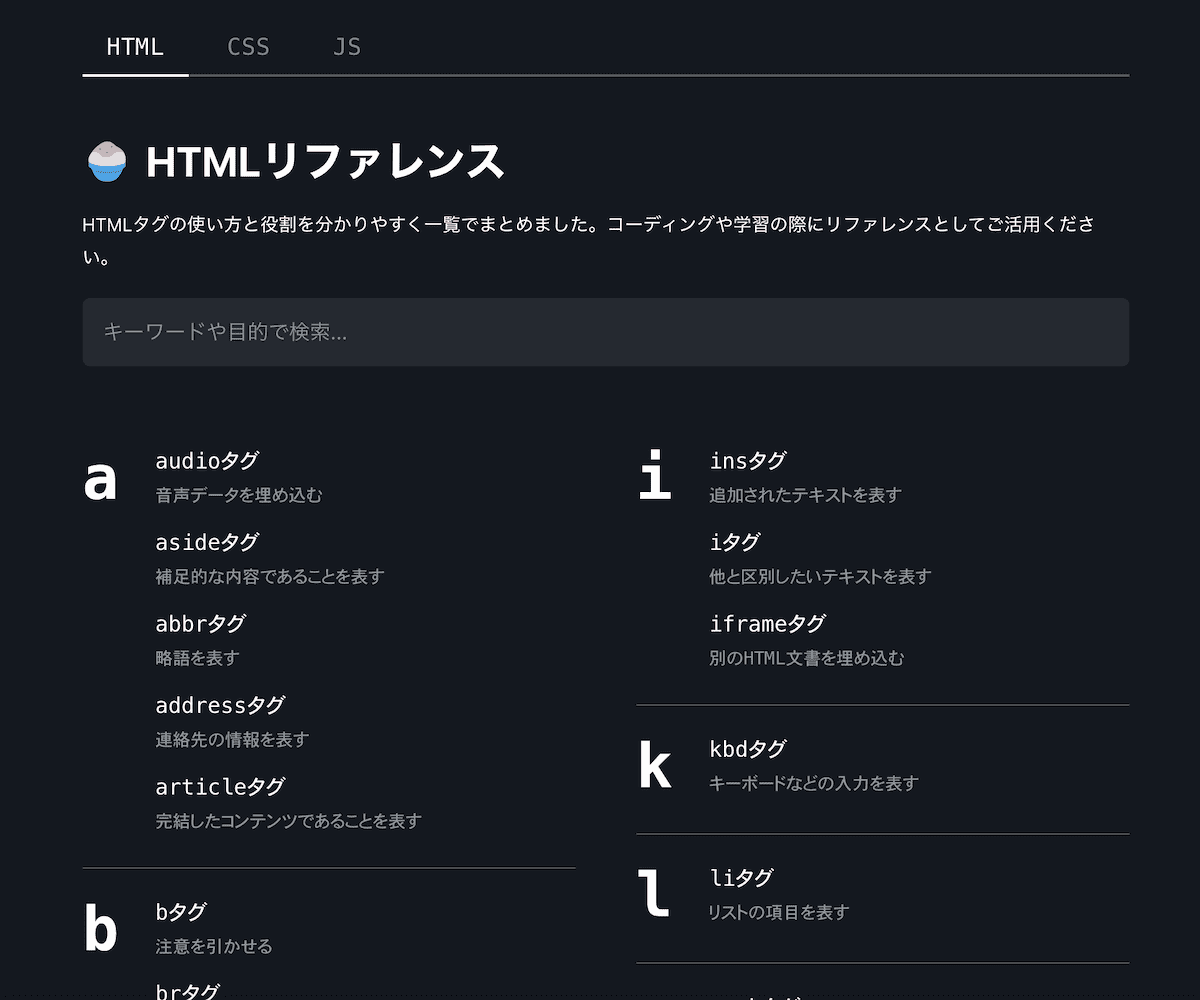 HTML CSS JS
HTMLリファレンス
HTMLタグの使い方と役割を分かりやすく一覧でまとめました。コーディングや学習の際にリファレンスとしてご活用くださ
い。
キーワードや目的で検索...
a
audioタグ
音声データを埋め込む
asideタグ
補足的な内容であることを表す
abbrタグ
略語を表す
addressタグ
連絡先の情報を表す
articleタグ
完結したコンテンツであることを表す
b
bタグ
注意を引かせる
brタグ
i
insタグ
追加されたテキストを表す
iタグ
他と区別したいテキストを表す
iframeタグ
別のHTML文書を埋め込む
k
kbdタグ
キーボードなどの入力を表す
l
liタグ
リストの項目を表す